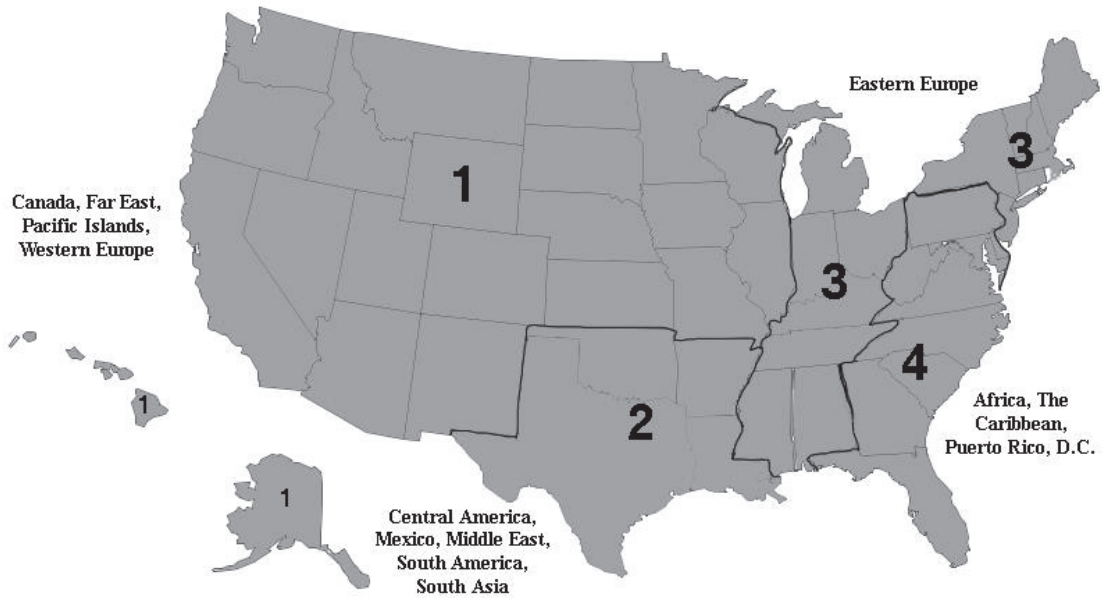 Eastern Europe
3
1
Canada, Far East,
Pacific Islands,
Western Europe
3
4
1
2
Africa, The
Caribbean,
Puerto Rico, D.C.
1
Central America,
Mexico, Middle East,
South America,
South Asia